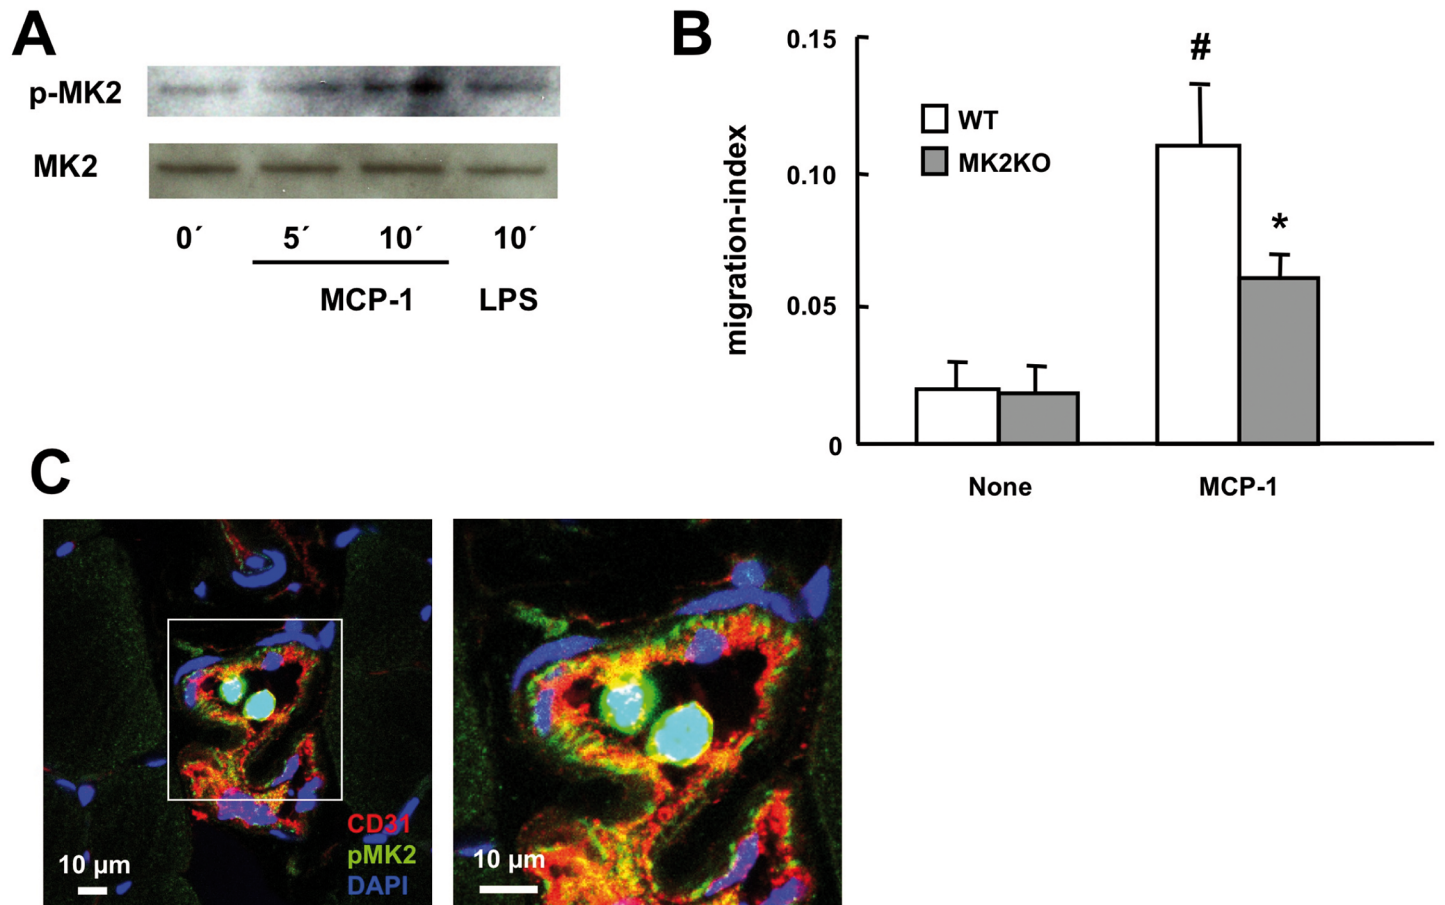 A
p-MK2
MK2
0´ 5´ 10´ 10´
MCP-1 LPS
B
migration-index
0.15
0.10
0.05
0
#
*
WT
MK2KO
None MCP-1
C
CD31
pMK2
DAPI
10 µm
10 µm